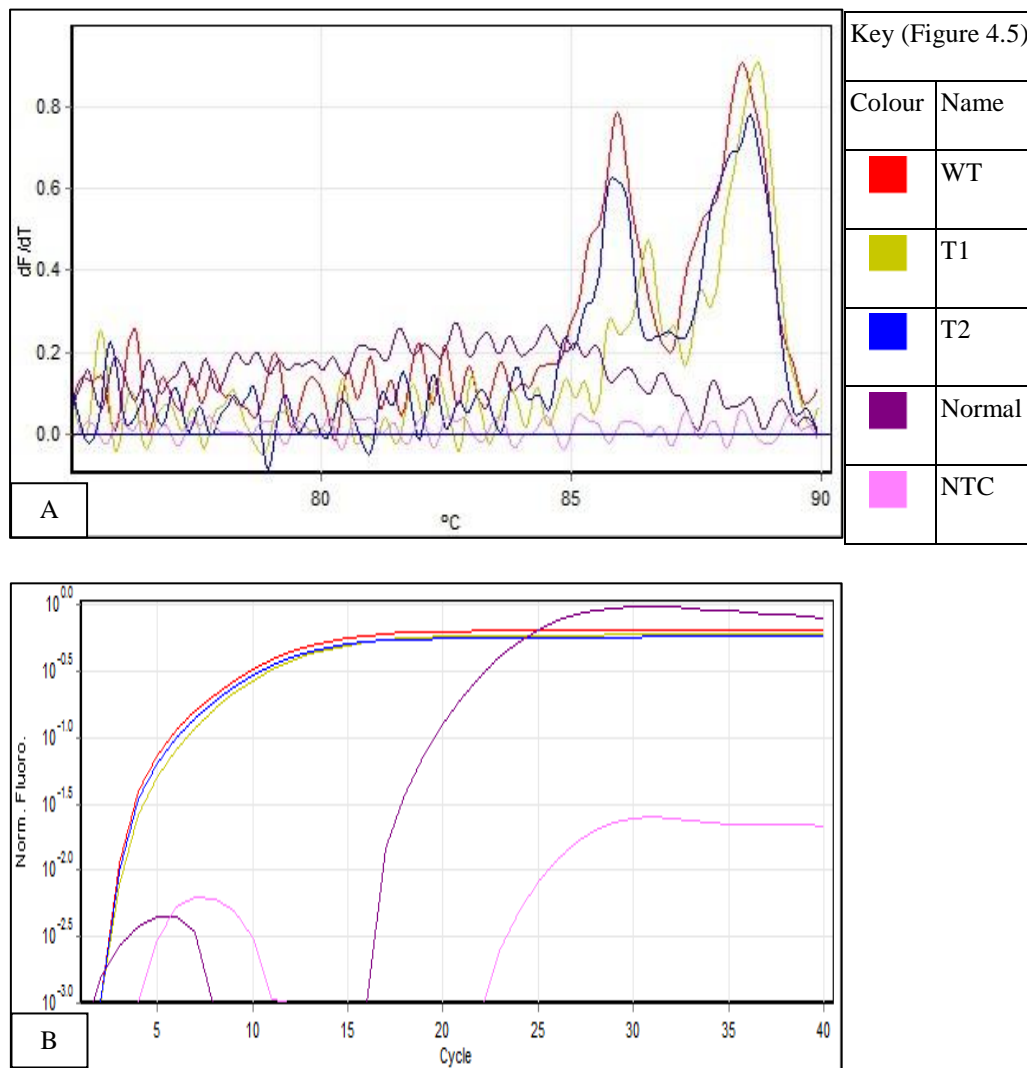 Key (Figure 4.5)
Colour Name
WT
T1
T2
Normal
NTC
dF/dT
0.8
0.6
0.4
0.2
0.0
80 85 90
ºC
A
Norm. Fluoro.
10^0.0
10^-0.5
10^-1.0
10^-1.5
10^-2.0
10^-2.5
10^-3.0
5 10 15 20 25 30 35 40
Cycle
B